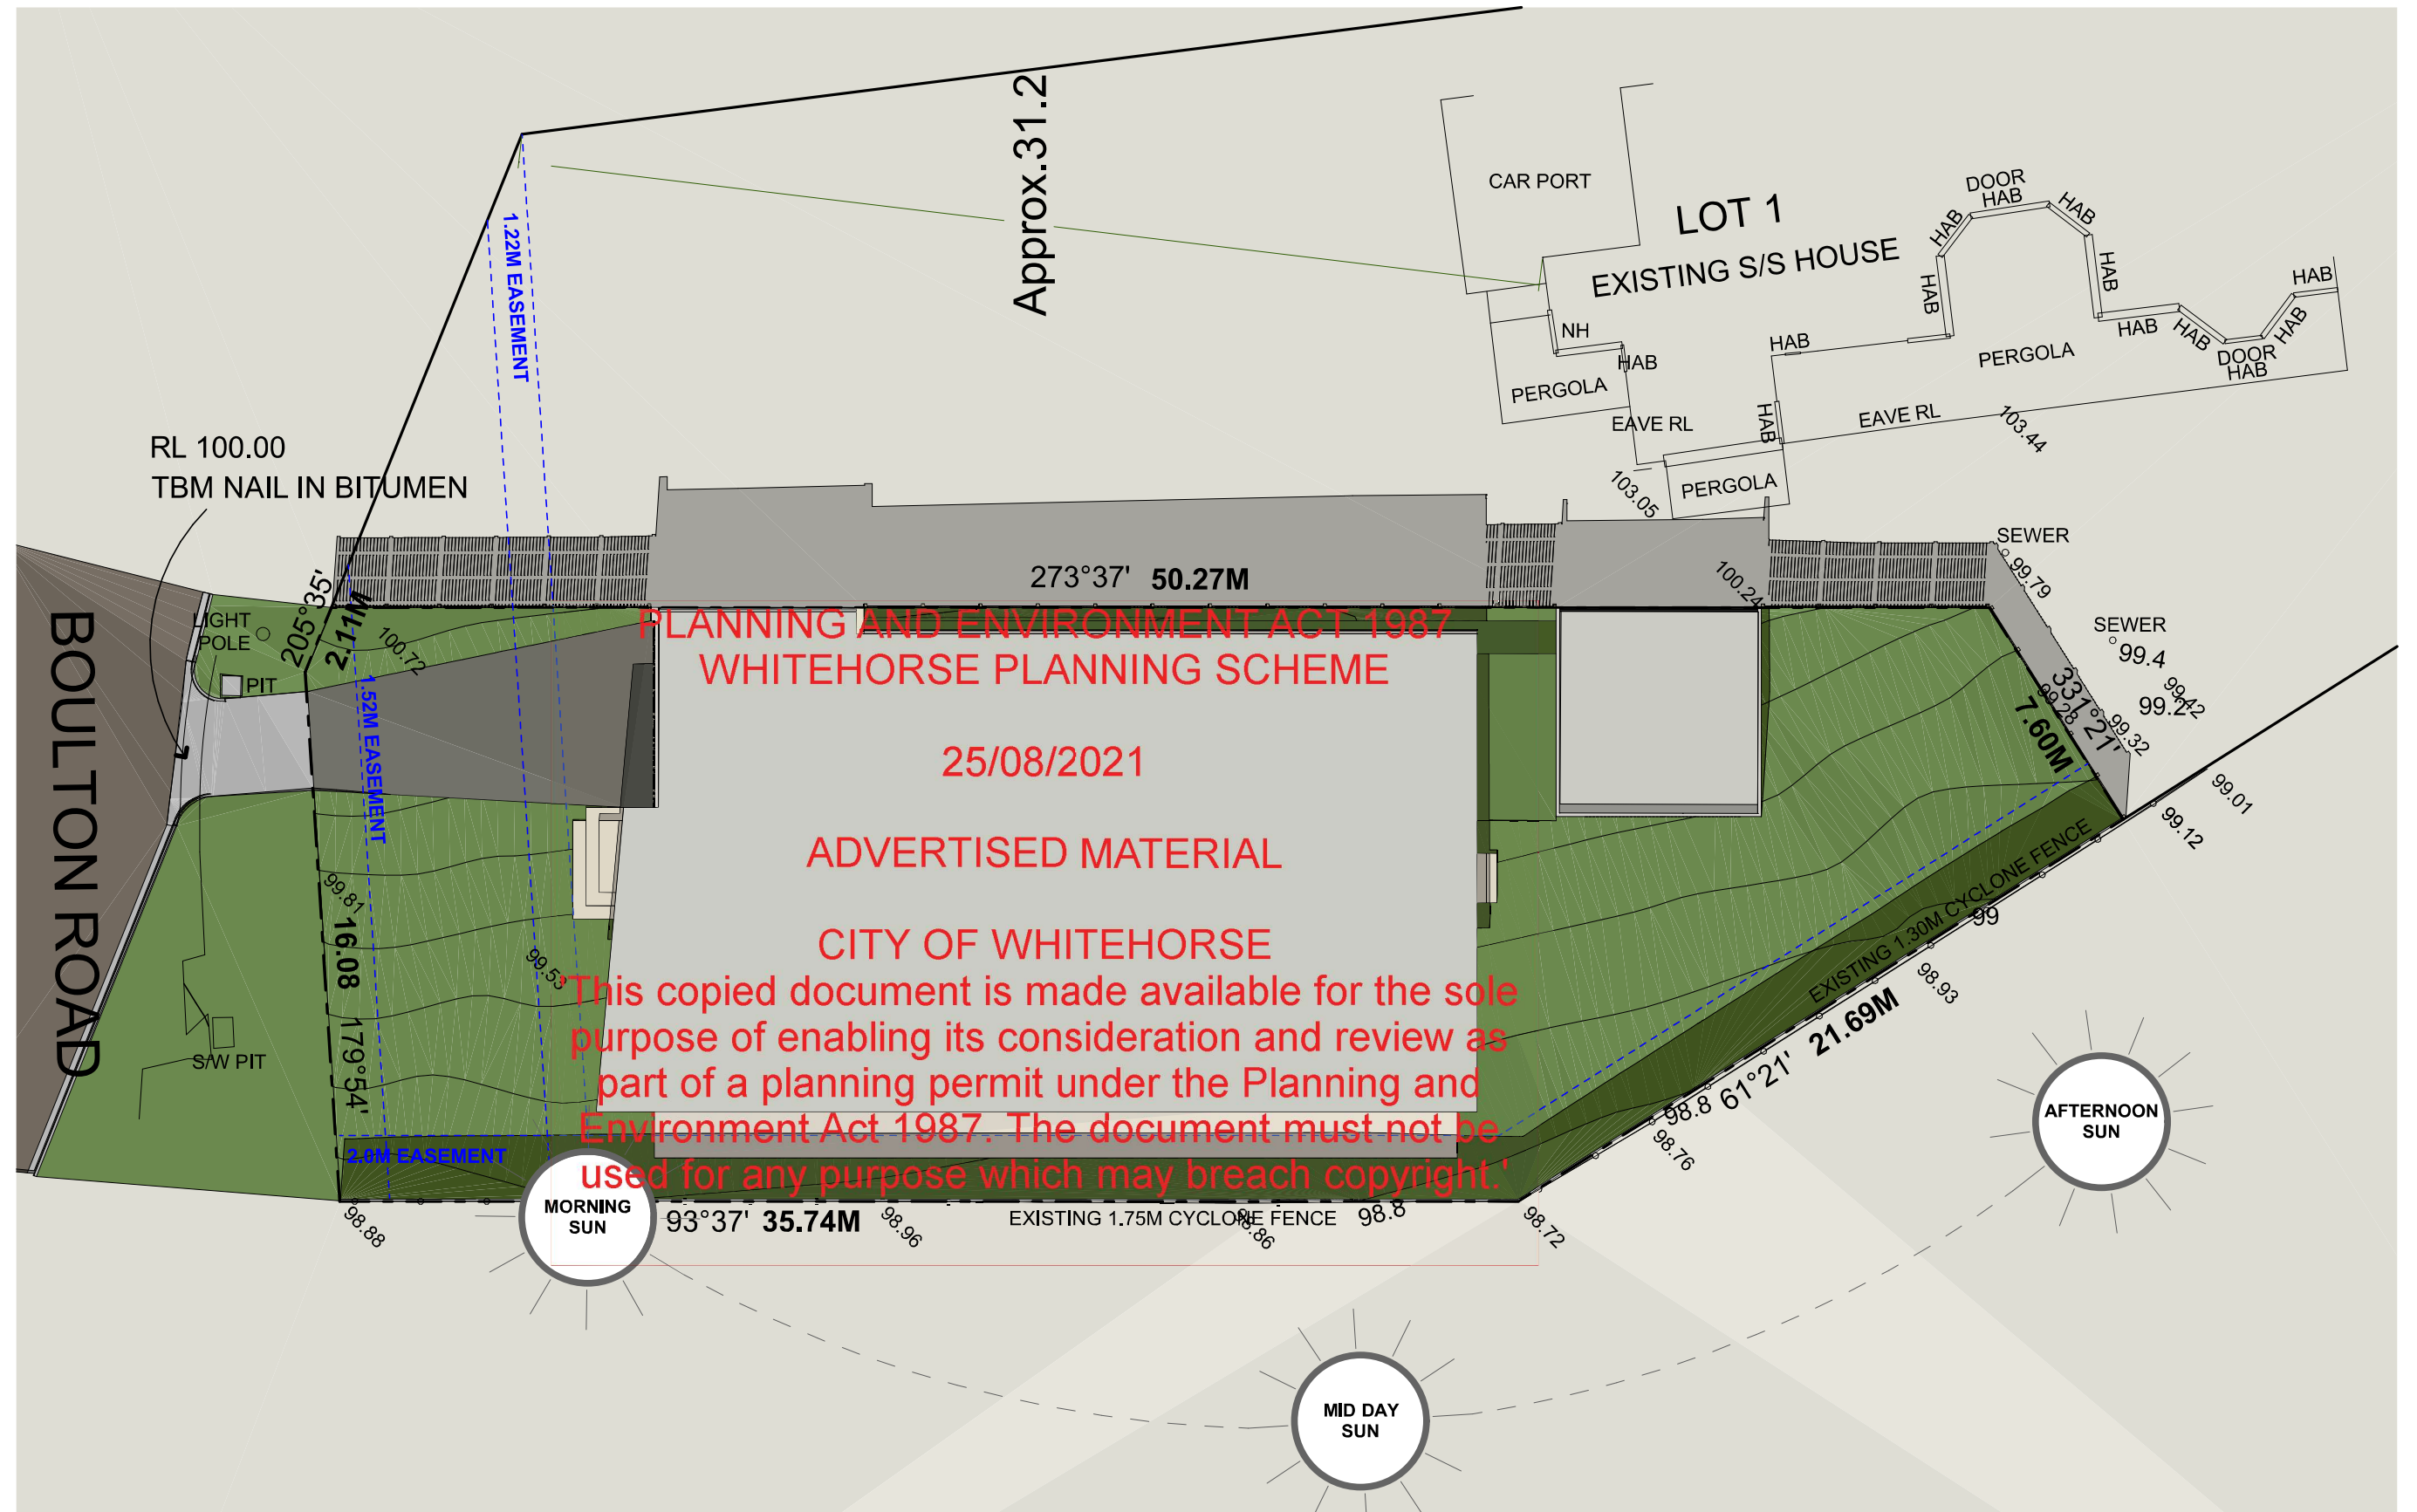 Approx.31.2
CAR PORT
LOT 1
EXISTING S/S HOUSE
DOOR
HAB
HAB
HAB
HAB
HAB
HAB
HAB
HAB
HAB
DOOR
HAB
1.22M EASEMENT
NH
HAB
HAB
PERGOLA
PERGOLA
EAVE RL
HAB
EAVE RL
103.44
PERGOLA
103.05
RL 100.00
TBM NAIL IN BITUMEN
SEWER
99.79
273°37' 50.27M
100.24
BOULTON ROAD
LIGHT
POLE
PIT
205°35'
2.11M
100.72
SEWER
99.4
99.42
99.2
99.32
99.28
331°21'
7.60M
99.01
99.12
1.52M EASEMENT
PLANNING AND ENVIRONMENT ACT 1987
WHITEHORSE PLANNING SCHEME
25/08/2021
ADVERTISED MATERIAL
CITY OF WHITEHORSE
'This copied document is made available for the sole
purpose of enabling its consideration and review as
part of a planning permit under the Planning and
Environment Act 1987. The document must not be
used for any purpose which may breach copyright.'
99.81
16.08 179°54'
99.53
S/W PIT
2.0M EASEMENT
EXISTING 1.30M CYCLONE FENCE
99
98.93
61°21' 21.69M
98.8
98.76
MORNING
SUN
AFTERNOON
SUN
98.88
93°37' 35.74M
98.96
EXISTING 1.75M CYCLONE FENCE
98.86
98.8
98.72
MID DAY
SUN